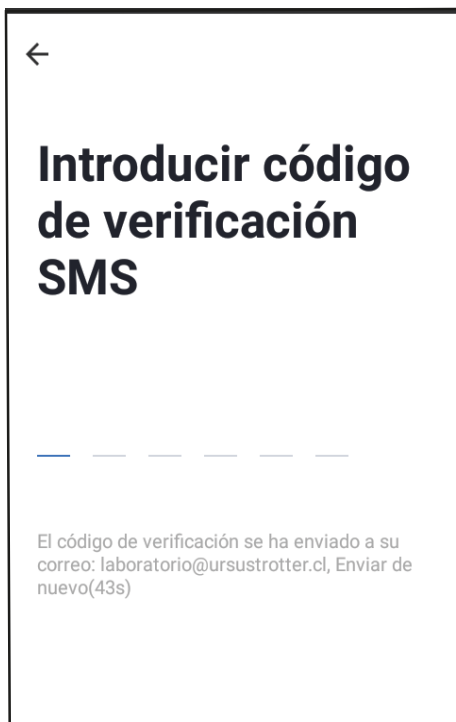 Introducir código
de verificación
SMS
El código de verificación se ha enviado a su
correo: laboratorio@ursustrotter.cl, Enviar de
nuevo(43s)